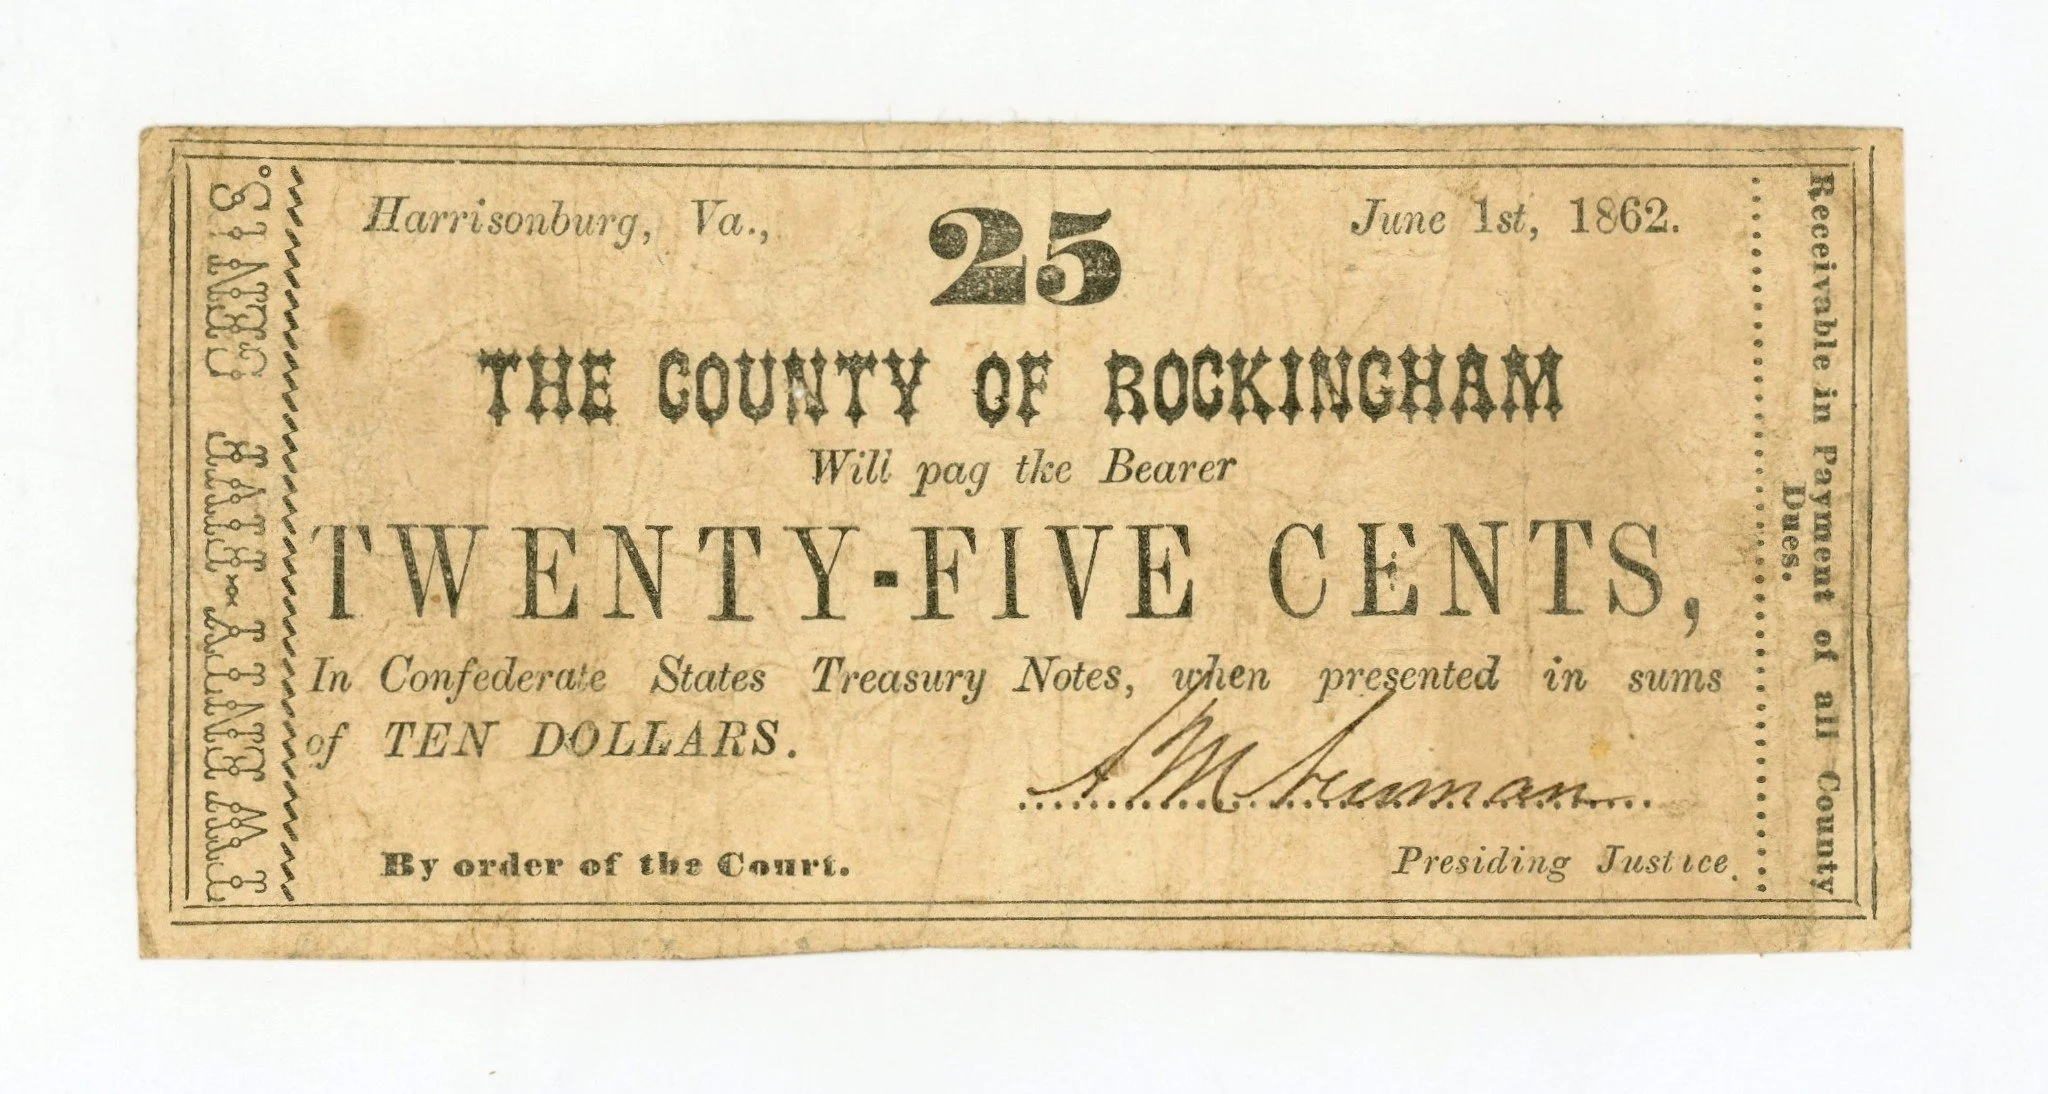 TWENTY-FIVE CENTS.
Harrisonburg, Va.,
25
June 1st, 1862.
THE COUNTY OF ROCKINGHAM
Will pag tke Bearer
TWENTY-FIVE CENTS,
In Confederate States Treasury Notes, when presented in sums
of TEN DOLLARS.
By order of the Court.
Presiding Justice.
Receivable in Payment of all County
Dues.